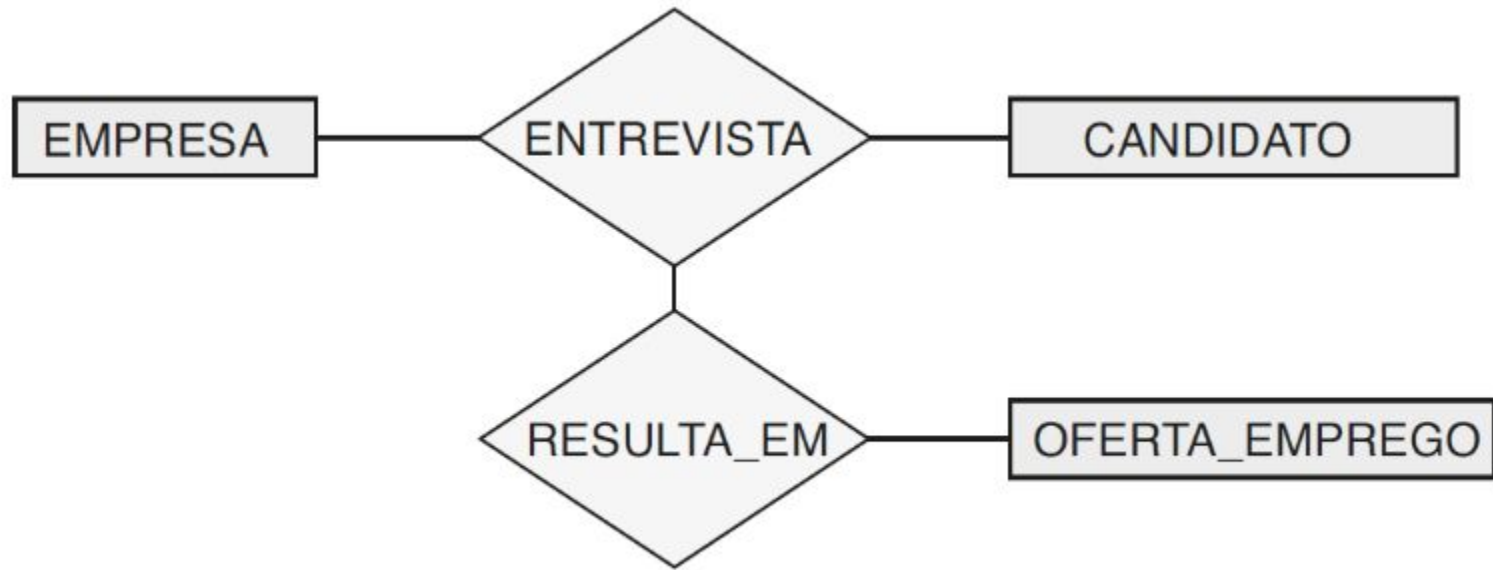 EMPRESA
ENTREVISTA
CANDIDATO
RESULTA_EM
OFERTA_EMPREGO